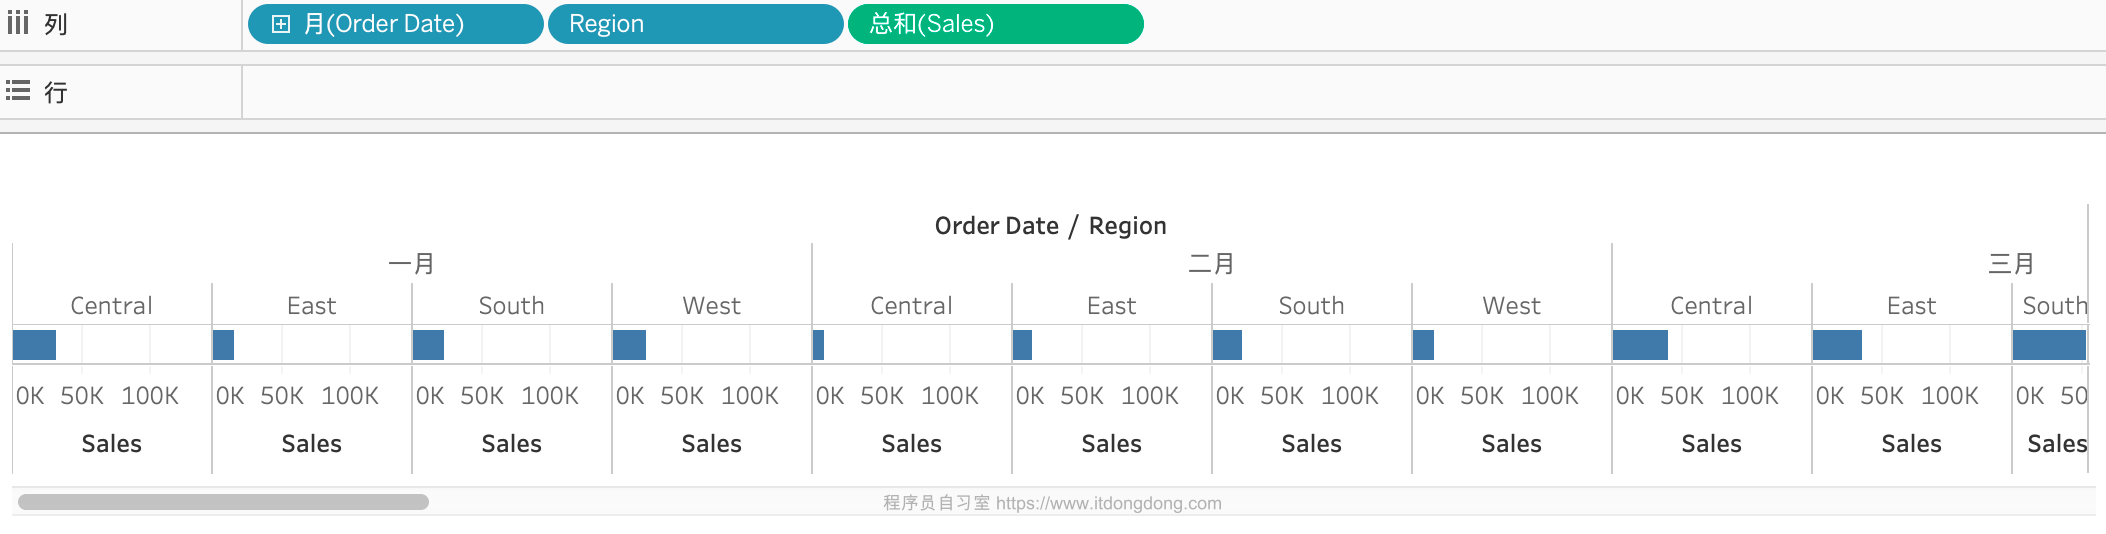 列 月(Order Date) Region 总和(Sales)
行
Order Date / Region
一月 二月 三月
Central East South West Central East South West Central East South
0K 50K 100K 0K 50K 100K 0K 50K 100K 0K 50K 100K 0K 50K 100K 0K 50K 100K 0K 50K 100K 0K 50K 100K 0K 50K 100K 0K 50K 100K 0K 50
Sales Sales Sales Sales Sales Sales Sales Sales Sales Sales Sales
程序员自习室 https://www.itdongdong.com